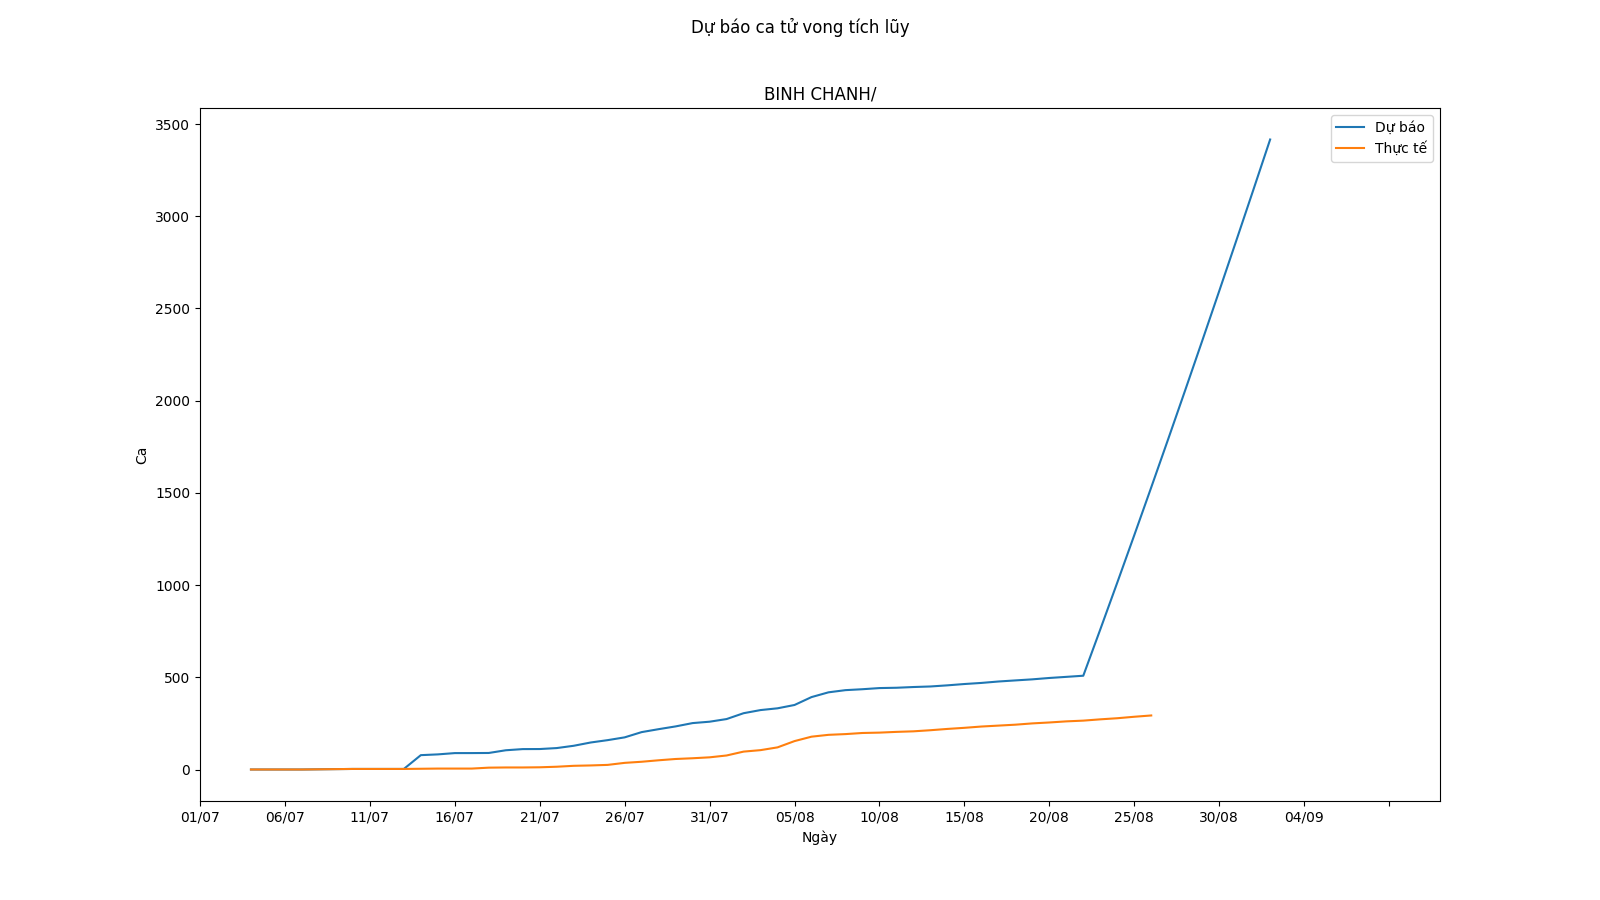 Dự báo ca tử vong tích lũy
BINH CHANH/
Dự báo
Thực tế
3500
3000
2500
2000
1500
1000
500
0
Ca
01/07 06/07 11/07 16/07 21/07 26/07 31/07 05/08 10/08 15/08 20/08 25/08 30/08 04/09
Ngày